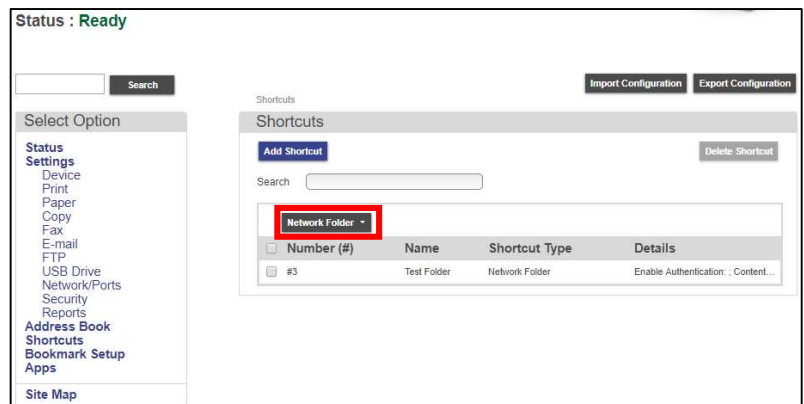 Status : Ready
Search
Import Configuration Export Configuration
Shortcuts
Select Option
Shortcuts
Status
Settings
Device
Print
Paper
Copy
Fax
E-mail
FTP
USB Drive
Network/Ports
Security
Reports
Address Book
Shortcuts
Bookmark Setup
Apps
Site Map
Add Shortcut
Delete Shortcut
Search
Network Folder
Number (#) Name Shortcut Type Details
#3 Test Folder Network Folder Enable Authentication: ; Content...